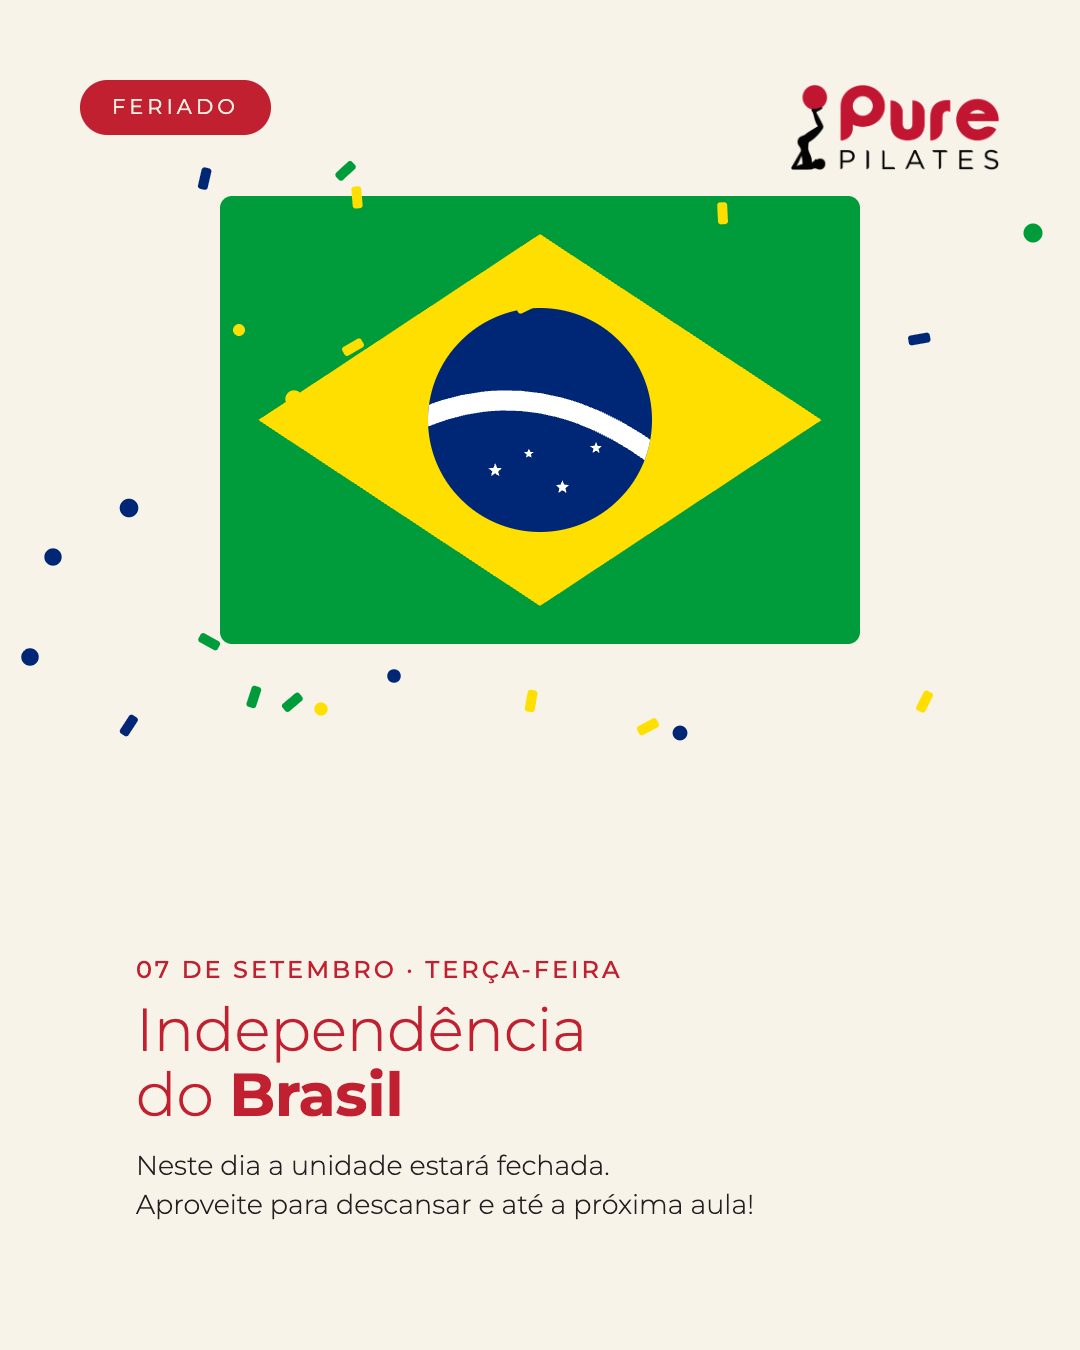 FERIADO
Pure
PILATES
07 DE SETEMBRO · TERÇA-FEIRA
Independência
do Brasil
Neste dia a unidade estará fechada.
Aproveite para descansar e até a próxima aula!